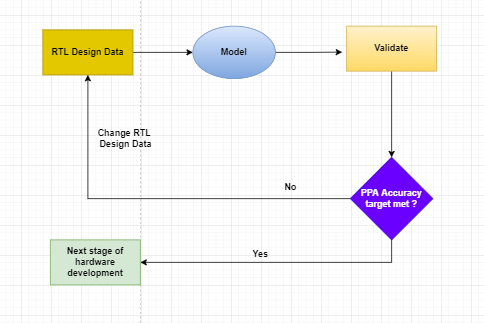 RTL Design Data
Model
Validate
Change RTL
Design Data
PPA Accuracy
target met ?
No
Next stage of
hardware
development
Yes